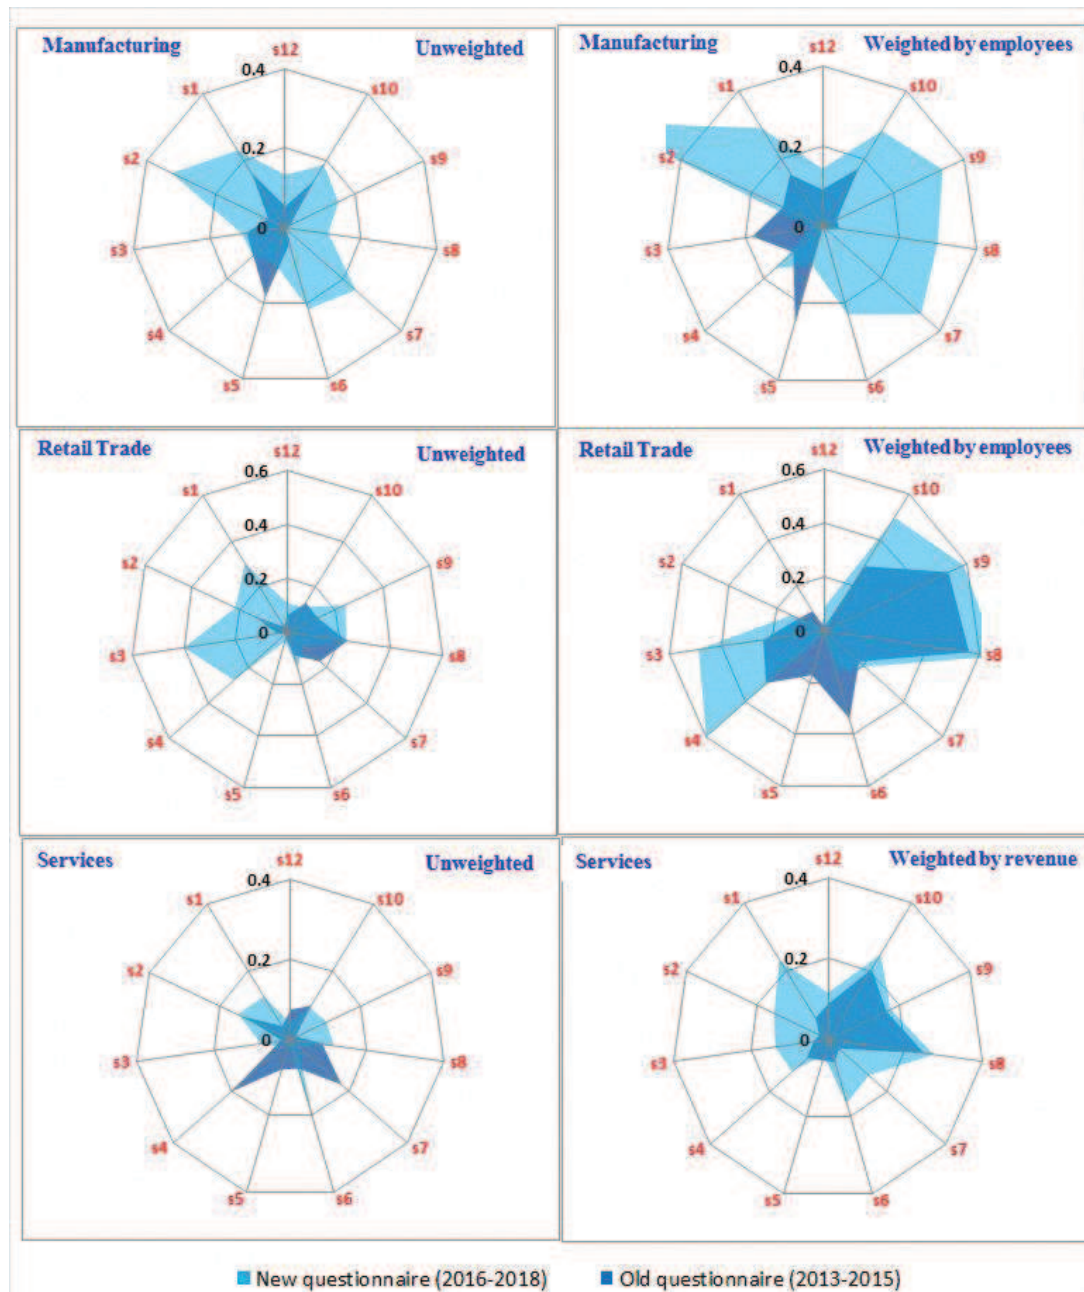 Manufacturing Unweighted
s12
0.4
s1 s10
s2 0.2 s9
0
s3 s8
s4 s7
s5 s6
Manufacturing Weighted by employees
s12
0.4
s1 s10
s2 0.2 s9
0
s3 s8
s4 s7
s5 s6
Retail Trade Unweighted
s12
0.6
s1 s10
0.4
s2 s9
0.2
0
s3 s8
s4 s7
s5 s6
Retail Trade Weighted by employees
s12
0.6
s1 s10
0.4
s2 s9
0.2
0
s3 s8
s4 s7
s5 s6
Services Unweighted
s12
0.4
s1 s10
0.2
s2 s9
0
s3 s8
s4 s7
s5 s6
Services Weighted by revenue
s12
0.4
s1 s10
0.2
s2 s9
0
s3 s8
s4 s7
s5 s6
New questionnaire (2016-2018) Old questionnaire (2013-2015)